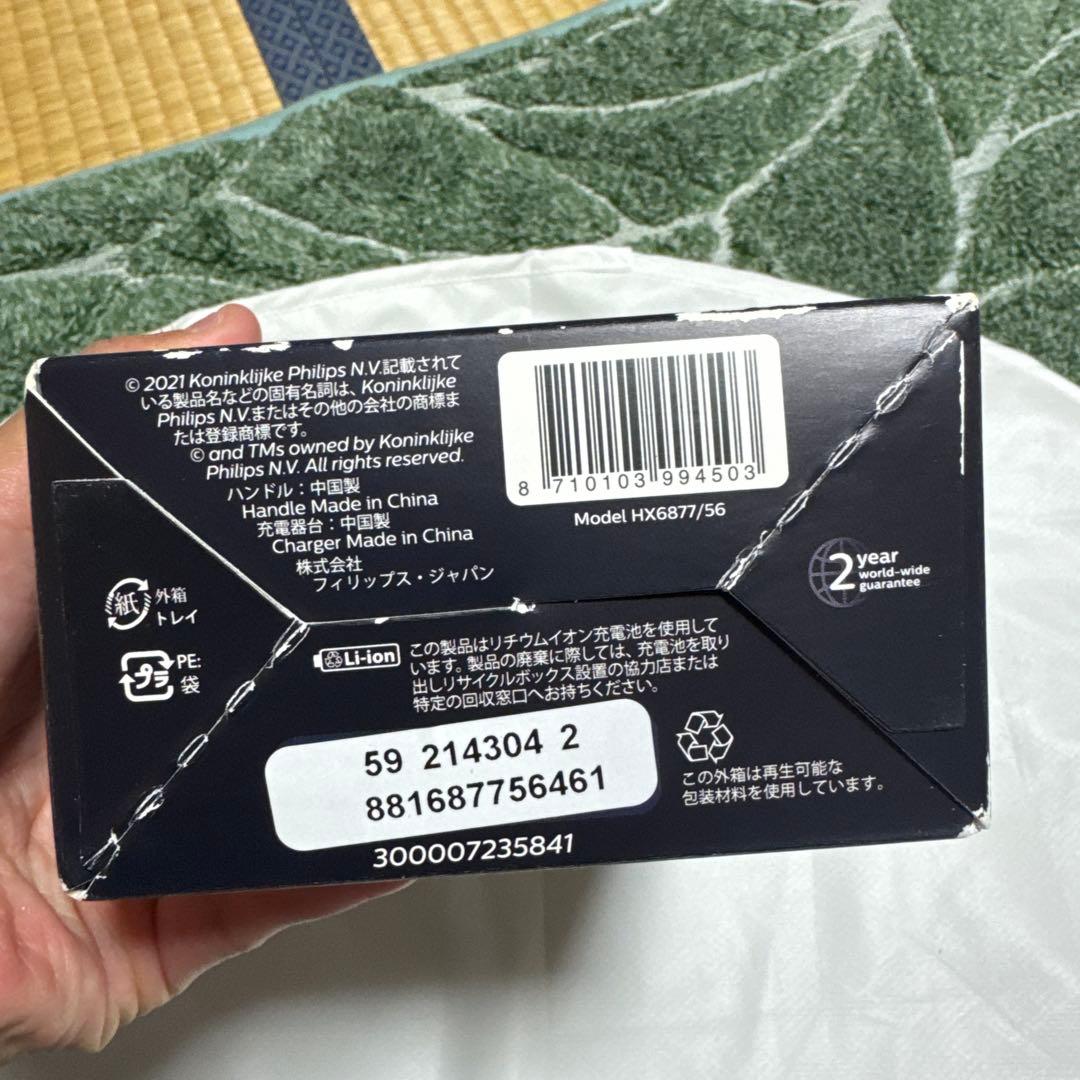 © 2021 Koninklijke Philips N.V.記載されて
いる製品名などの固有名詞は、Koninklijke
Philips N.V.またはその他の会社の商標ま
たは登録商標です。
© and TMs owned by Koninklijke
Philips N.V. All rights reserved.
ハンドル：中国製
Handle Made in China
充電器台：中国製
Charger Made in China
株式会社
フィリップス・ジャパン
8 710103 994503
Model HX6877/56
2 year
world-wide
guarantee
紙 外箱
トレイ
プラ PE:
袋
Li-ion
この製品はリチウムイオン充電池を使用して
います。製品の廃棄に際しては、充電池を取り
出しリサイクルボックス設置の協力店または
特定の回収窓口へお持ちください。
59 214304 2
881687756461
300007235841
この外箱は再生可能な
包装材料を使用しています。